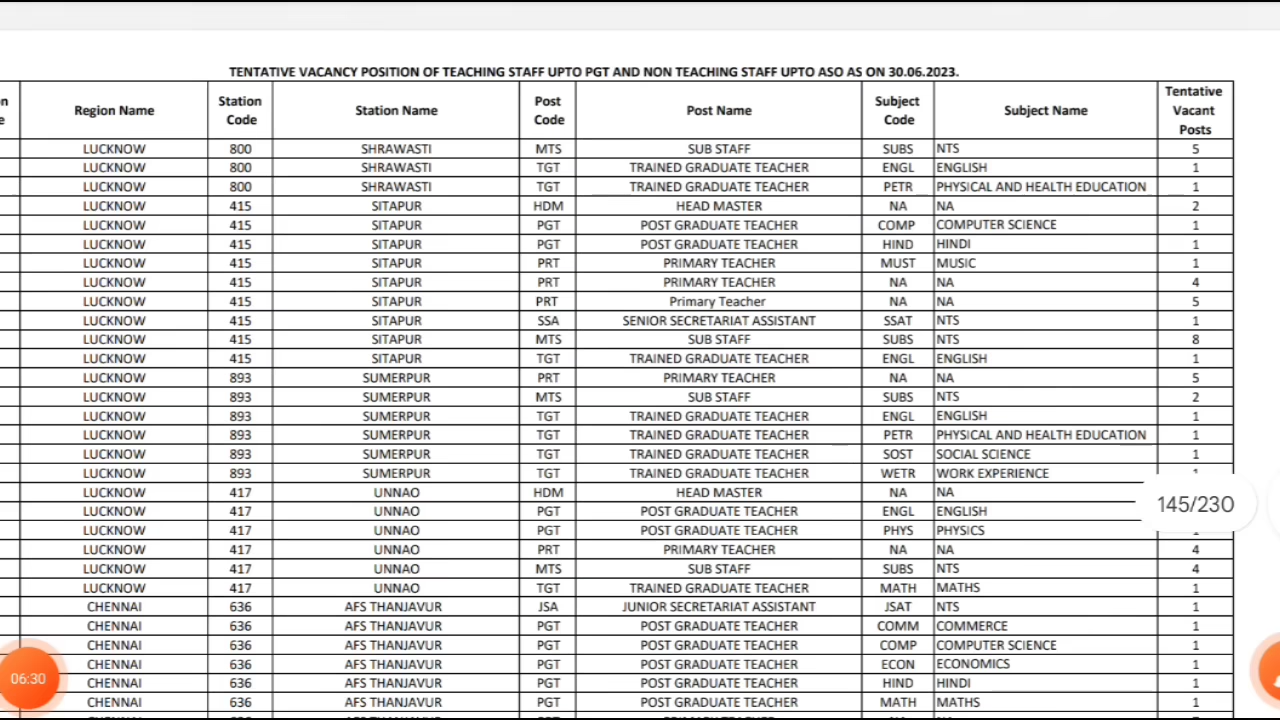 TENTATIVE VACANCY POSITION OF TEACHING STAFF UPTO PGT AND NON TEACHING STAFF UPTO ASO AS ON 30.06.2023.
Region Name Station Code Station Name Post Code Post Name Subject Code Subject Name Tentative Vacant Posts
LUCKNOW 800 SHRAWASTI MTS SUB STAFF SUBS NTS 5
LUCKNOW 800 SHRAWASTI TGT TRAINED GRADUATE TEACHER ENGL ENGLISH 1
LUCKNOW 800 SHRAWASTI TGT TRAINED GRADUATE TEACHER PETR PHYSICAL AND HEALTH EDUCATION 1
LUCKNOW 415 SITAPUR HDM HEAD MASTER NA NA 2
LUCKNOW 415 SITAPUR PGT POST GRADUATE TEACHER COMP COMPUTER SCIENCE 1
LUCKNOW 415 SITAPUR PGT POST GRADUATE TEACHER HIND HINDI 1
LUCKNOW 415 SITAPUR PRT PRIMARY TEACHER MUST MUSIC 1
LUCKNOW 415 SITAPUR PRT PRIMARY TEACHER NA NA 4
LUCKNOW 415 SITAPUR PRT Primary Teacher NA NA 5
LUCKNOW 415 SITAPUR SSA SENIOR SECRETARIAT ASSISTANT SSAT NTS 1
LUCKNOW 415 SITAPUR MTS SUB STAFF SUBS NTS 8
LUCKNOW 415 SITAPUR TGT TRAINED GRADUATE TEACHER ENGL ENGLISH 1
LUCKNOW 893 SUMERPUR PRT PRIMARY TEACHER NA NA 5
LUCKNOW 893 SUMERPUR MTS SUB STAFF SUBS NTS 2
LUCKNOW 893 SUMERPUR TGT TRAINED GRADUATE TEACHER ENGL ENGLISH 1
LUCKNOW 893 SUMERPUR TGT TRAINED GRADUATE TEACHER PETR PHYSICAL AND HEALTH EDUCATION 1
LUCKNOW 893 SUMERPUR TGT TRAINED GRADUATE TEACHER SOST SOCIAL SCIENCE 1
LUCKNOW 893 SUMERPUR TGT TRAINED GRADUATE TEACHER WETR WORK EXPERIENCE
LUCKNOW 417 UNNAO HDM HEAD MASTER NA NA
LUCKNOW 417 UNNAO PGT POST GRADUATE TEACHER ENGL ENGLISH
145/230
LUCKNOW 417 UNNAO PGT POST GRADUATE TEACHER PHYS PHYSICS
LUCKNOW 417 UNNAO PRT PRIMARY TEACHER NA NA 4
LUCKNOW 417 UNNAO MTS SUB STAFF SUBS NTS 4
LUCKNOW 417 UNNAO TGT TRAINED GRADUATE TEACHER MATH MATHS 1
CHENNAI 636 AFS THANJAVUR JSA JUNIOR SECRETARIAT ASSISTANT JSAT NTS 1
CHENNAI 636 AFS THANJAVUR PGT POST GRADUATE TEACHER COMM COMMERCE 1
CHENNAI 636 AFS THANJAVUR PGT POST GRADUATE TEACHER COMP COMPUTER SCIENCE 1
CHENNAI 636 AFS THANJAVUR PGT POST GRADUATE TEACHER ECON ECONOMICS 1
06:30
CHENNAI 636 AFS THANJAVUR PGT POST GRADUATE TEACHER HIND HINDI 1
CHENNAI 636 AFS THANJAVUR PGT POST GRADUATE TEACHER MATH MATHS 1